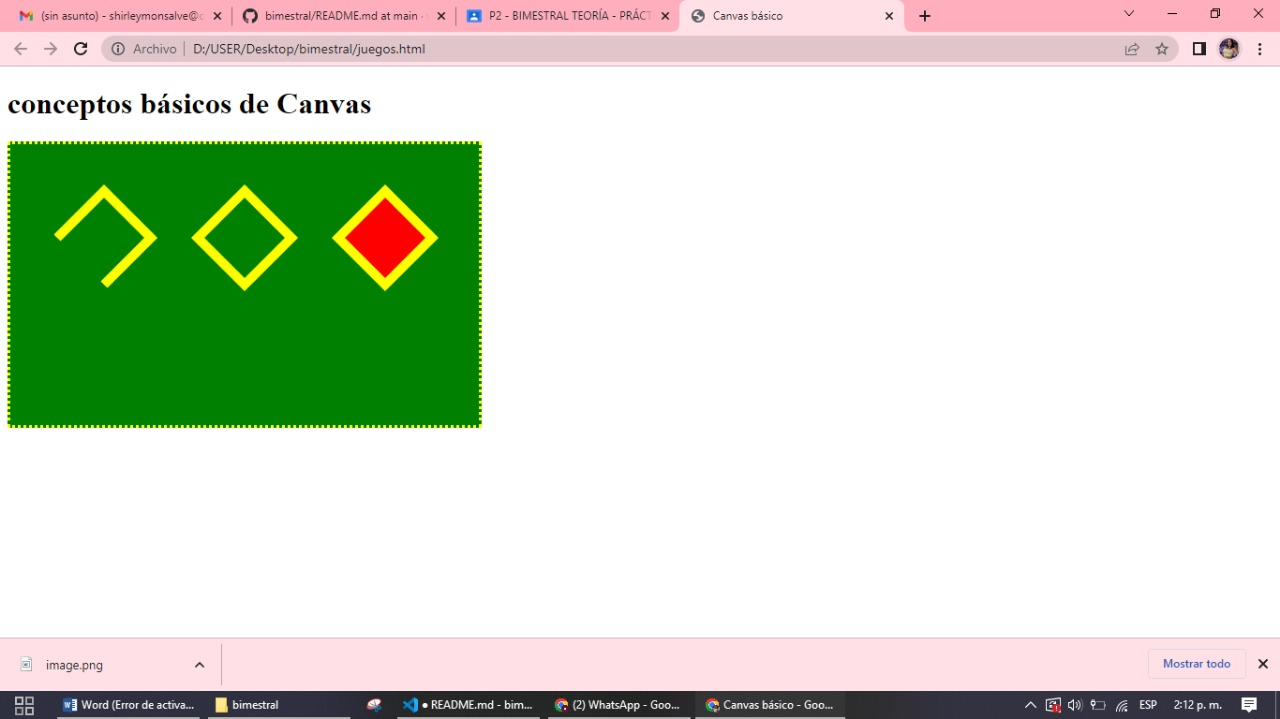 (sin asunto) - shirleymonsalve@c
bimestral/README.md at main ·
P2 - BIMESTRAL TEORÍA - PRÁCT
Canvas básico
Archivo
D:/USER/Desktop/bimestral/juegos.html
conceptos básicos de Canvas
image.png
Mostrar todo
Word (Error de activa...
bimestral
● README.md - bim...
(2) WhatsApp - Goo...
Canvas básico - Goo...
ESP
2:12 p. m.